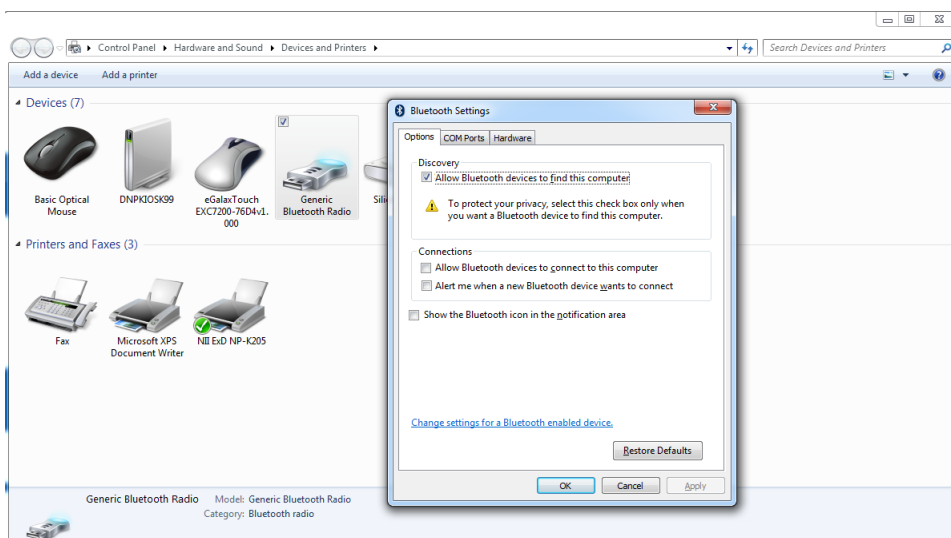 Control Panel ▸ Hardware and Sound ▸ Devices and Printers ▸
Search Devices and Printers
Add a device Add a printer
Devices (7)
Basic Optical
Mouse
DNPKIOSK99
eGalaxTouch
EXC7200-76D4v1.
000
Generic
Bluetooth Radio
Printers and Faxes (3)
Fax
Microsoft XPS
Document Writer
NII ExD NP-K205
Bluetooth Settings
Options COM Ports Hardware
Discovery
Allow Bluetooth devices to find this computer
To protect your privacy, select this check box only when
you want a Bluetooth device to find this computer.
Connections
Allow Bluetooth devices to connect to this computer
Alert me when a new Bluetooth device wants to connect
Show the Bluetooth icon in the notification area
Change settings for a Bluetooth enabled device.
Restore Defaults
OK Cancel Apply
Generic Bluetooth Radio Model: Generic Bluetooth Radio
Category: Bluetooth radio